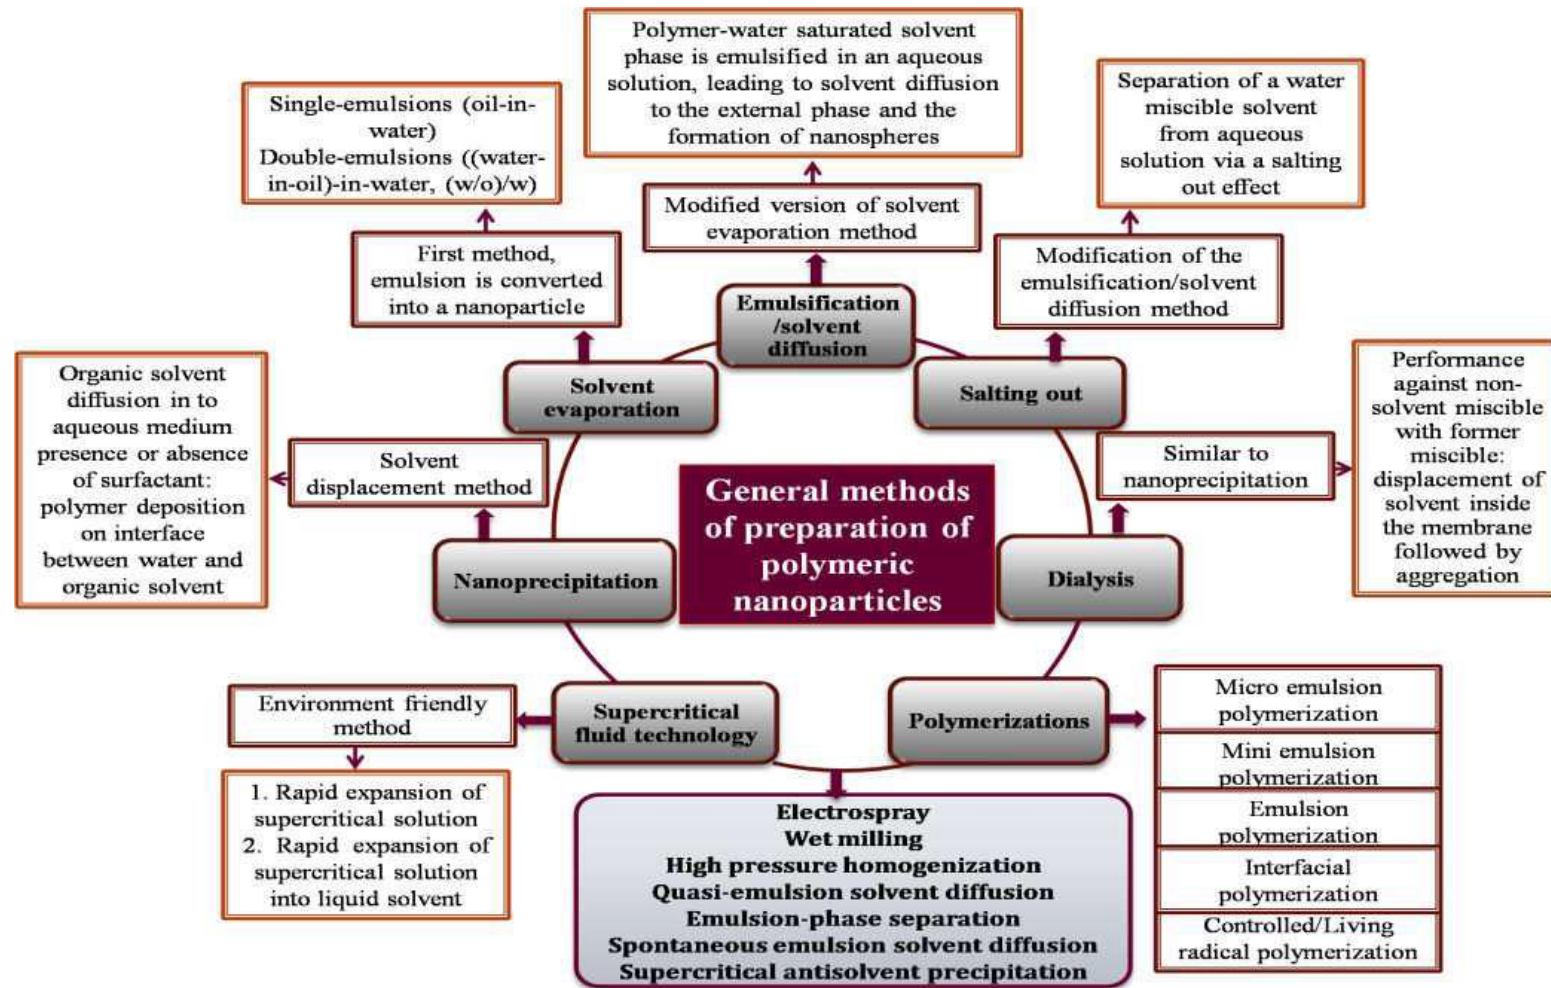 Polymer-water saturated solvent
phase is emulsified in an aqueous
solution, leading to solvent diffusion
to the external phase and the
formation of nanospheres
Separation of a water
miscible solvent
from aqueous
solution via a salting
out effect
Single-emulsions (oil-in-
water)
Double-emulsions ((water-
in-oil)-in-water, (w/o)/w)
Modified version of solvent
evaporation method
First method,
emulsion is converted
into a nanoparticle
Modification of the
emulsification/solvent
diffusion method
Emulsification
/solvent
diffusion
Solvent
evaporation
Salting out
Organic solvent
diffusion in to
aqueous medium
presence or absence
of surfactant:
polymer deposition
on interface
between water and
organic solvent
Solvent
displacement method
Nanoprecipitation
General methods
of preparation of
polymeric
nanoparticles
Similar to
nanoprecipitation
Performance
against non-
solvent miscible
with former
miscible:
displacement of
solvent inside
the membrane
followed by
aggregation
Dialysis
Environment friendly
method
Supercritical
fluid technology
Polymerizations
1. Rapid expansion of
supercritical solution
2. Rapid expansion of
supercritical solution
into liquid solvent
Electrospray
Wet milling
High pressure homogenization
Quasi-emulsion solvent diffusion
Emulsion-phase separation
Spontaneous emulsion solvent diffusion
Supercritical antisolvent precipitation
Micro emulsion
polymerization
Mini emulsion
polymerization
Emulsion
polymerization
Interfacial
polymerization
Controlled/Living
radical polymerization